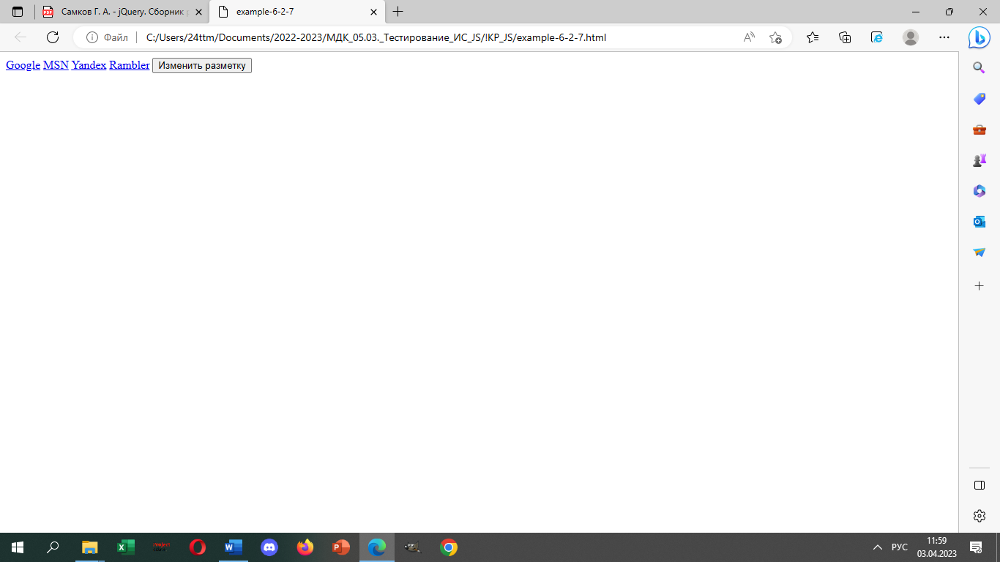 Самков Г. А. - jQuery. Сборник
example-6-2-7
Файл
C:/Users/24ttm/Documents/2022-2023/МДК_05.03._Тестирование_ИС_JS/!КР_JS/example-6-2-7.html
Google MSN Yandex Rambler Изменить разметку
РУС
11:59
03.04.2023